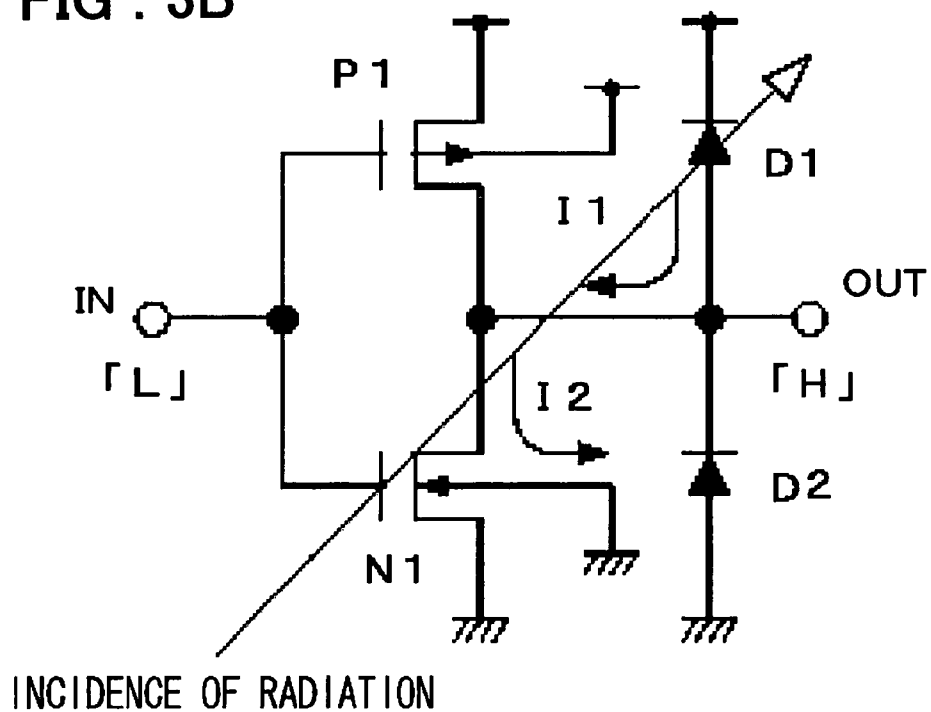 FIG . 3B
P1
D1
I1
IN
OUT
「L」
「H」
I2
D2
N1
INCIDENCE OF RADIATION